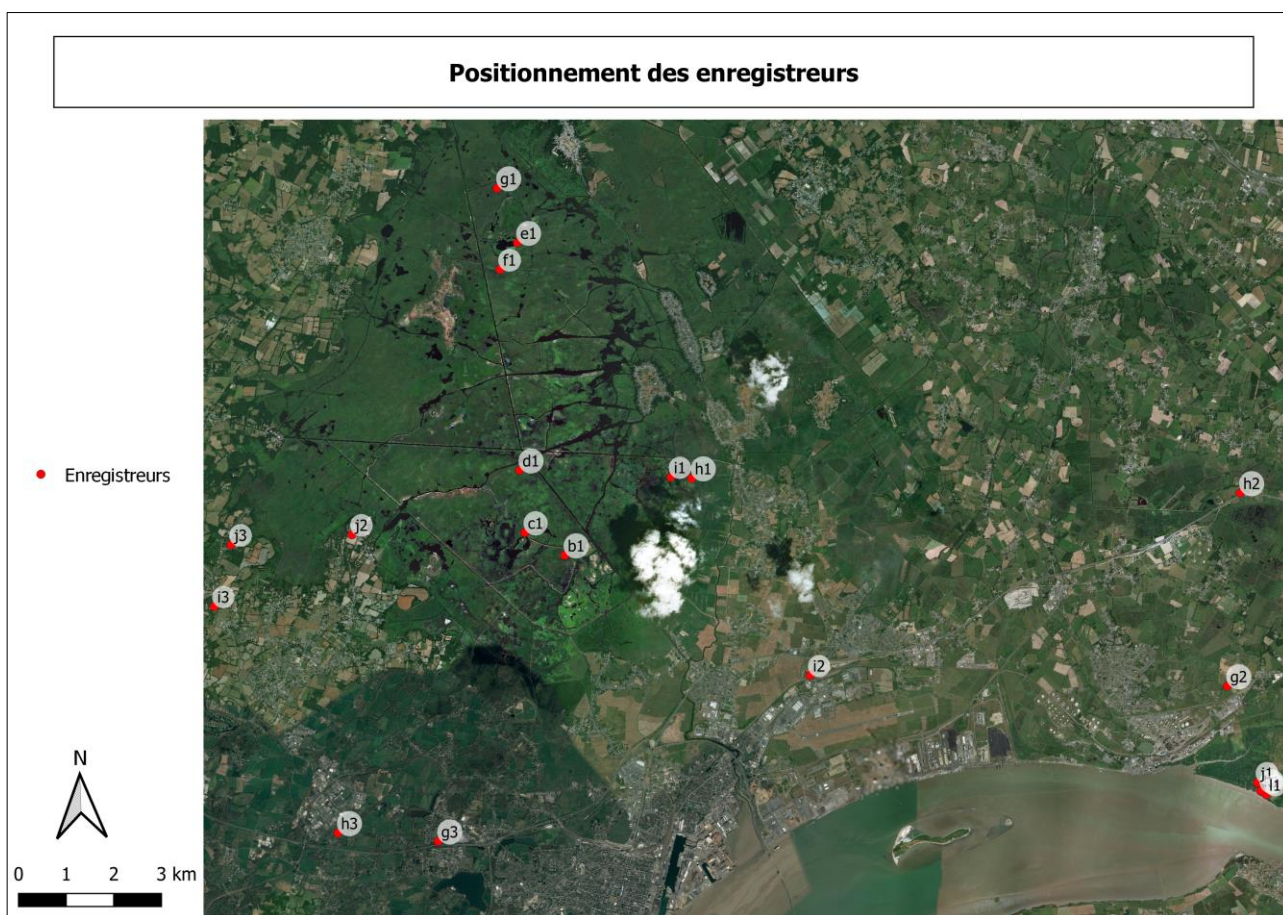 Positionnement des enregistreurs
g1
e1
f1
d1
i1
h1
h2
c1
j2
b1
j3
i3
i2
g2
j1
l1
h3
g3
Enregistreurs
N
0 1 2 3 km